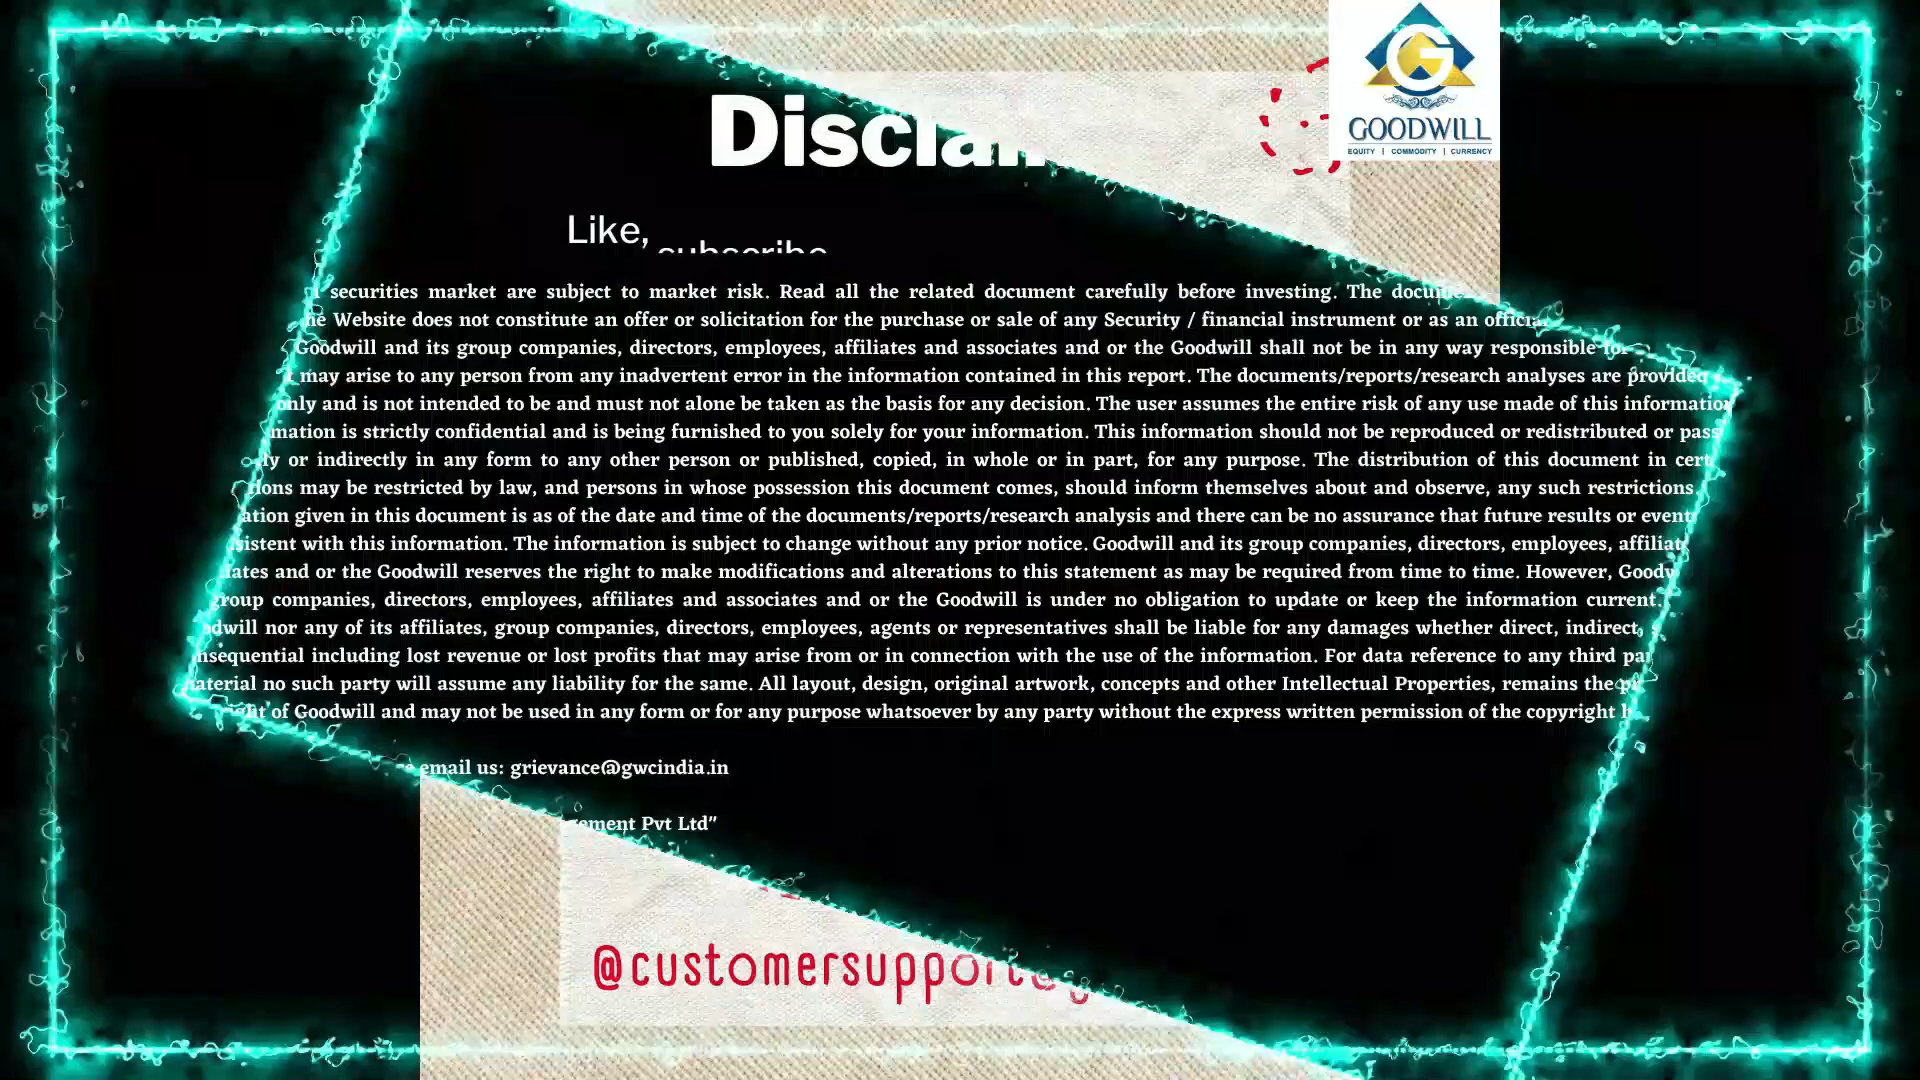 GOODWILL
EQUITY | COMMODITY | CURRENCY
Like,
subscribe
securities market are subject to market risk. Read all the related document carefully before investing. The
Website does not constitute an offer or solicitation for the purchase or sale of any Security / financial instrument or as an
Goodwill and its group companies, directors, employees, affiliates and associates and or the Goodwill shall not be in any way responsible
may arise to any person from any inadvertent error in the information contained in this report. The documents/reports/research analyses are provided
only and is not intended to be and must not alone be taken as the basis for any decision. The user assumes the entire risk of any use made of this
is strictly confidential and is being furnished to you solely for your information. This information should not be reproduced or redistributed or
or indirectly in any form to any other person or published, copied, in whole or in part, for any purpose. The distribution of this document in
may be restricted by law, and persons in whose possession this document comes, should inform themselves about and observe, any such restrictions.
given in this document is as of the date and time of the documents/reports/research analysis and there can be no assurance that future results or
with this information. The information is subject to change without any prior notice. Goodwill and its group companies, directors, employees,
and or the Goodwill reserves the right to make modifications and alterations to this statement as may be required from time to time. However,
group companies, directors, employees, affiliates and associates and or the Goodwill is under no obligation to update or keep the information current.
nor any of its affiliates, group companies, directors, employees, agents or representatives shall be liable for any damages whether direct, indirect,
including lost revenue or lost profits that may arise from or in connection with the use of the information. For data reference to any third
no such party will assume any liability for the same. All layout, design, original artwork, concepts and other Intellectual Properties, remains the
of Goodwill and may not be used in any form or for any purpose whatsoever by any party without the express written permission of the copyright
email us: grievance@gwcindia.in
Pvt Ltd"